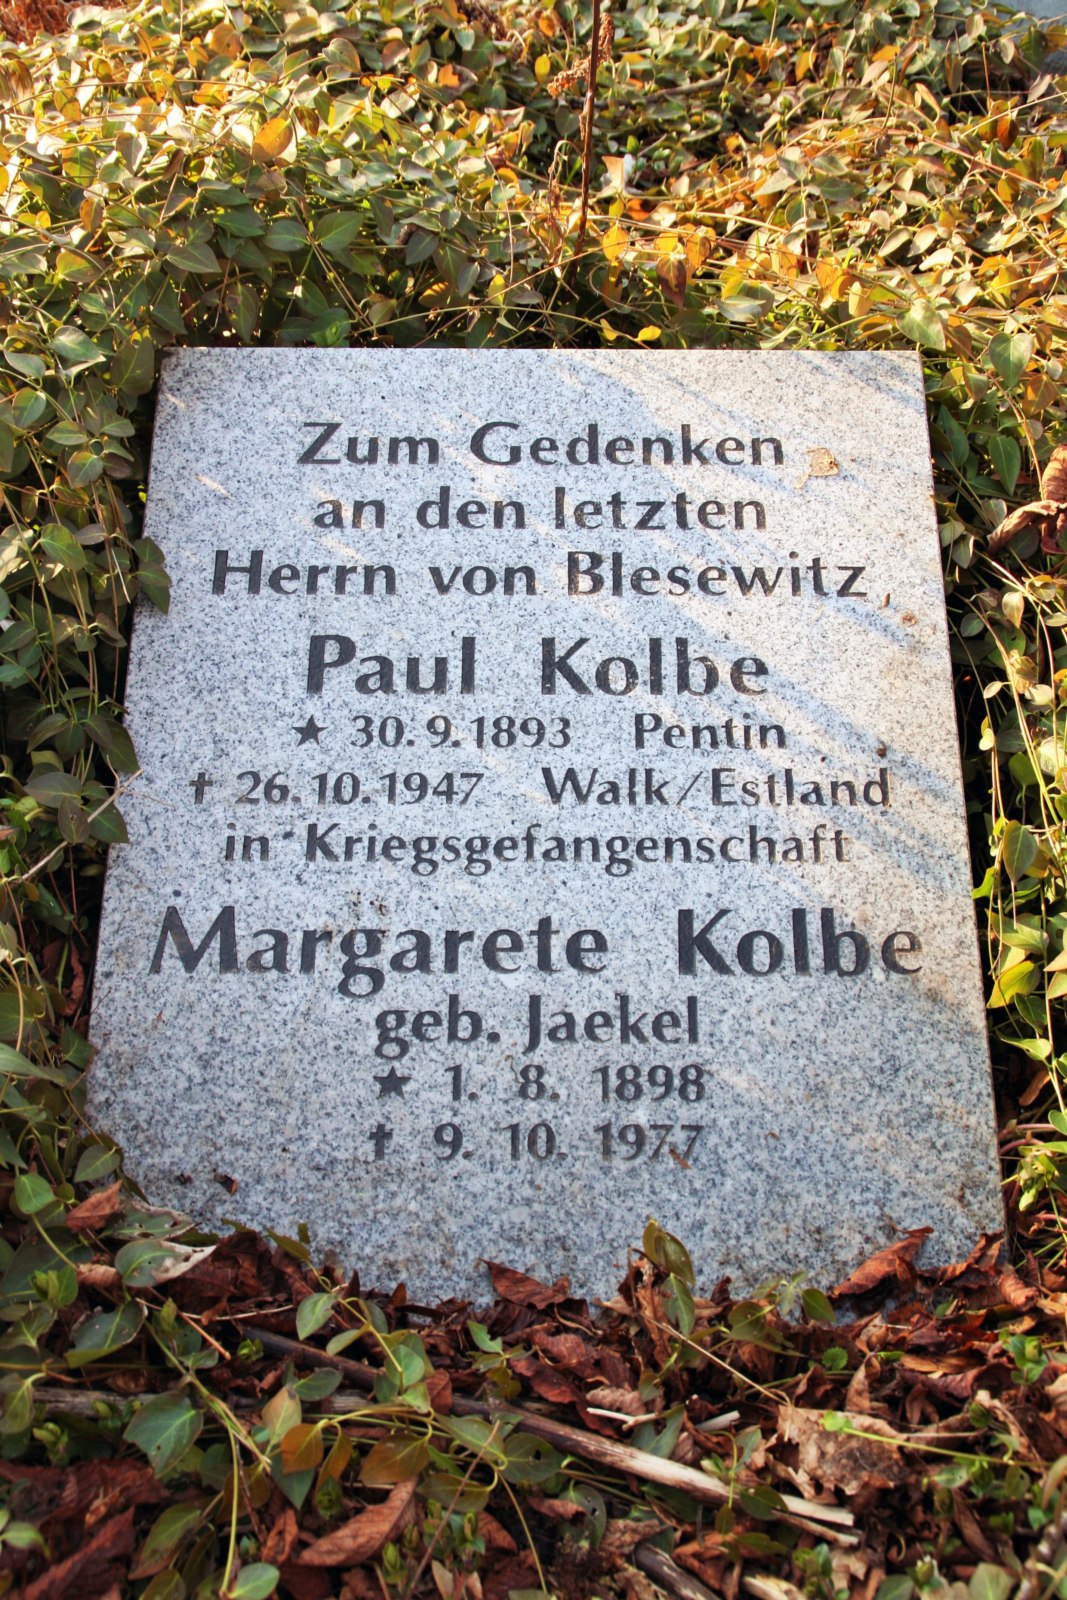 Zum Gedenken
an den letzten
Herrn von Blesewitz
Paul Kolbe
★ 30.9.1893 Pentin
✝ 26.10.1947 Walk/Estland
in Kriegsgefangenschaft
Margarete Kolbe
geb. Jaekel
★ 1. 8. 1898
✝ 9. 10. 1977